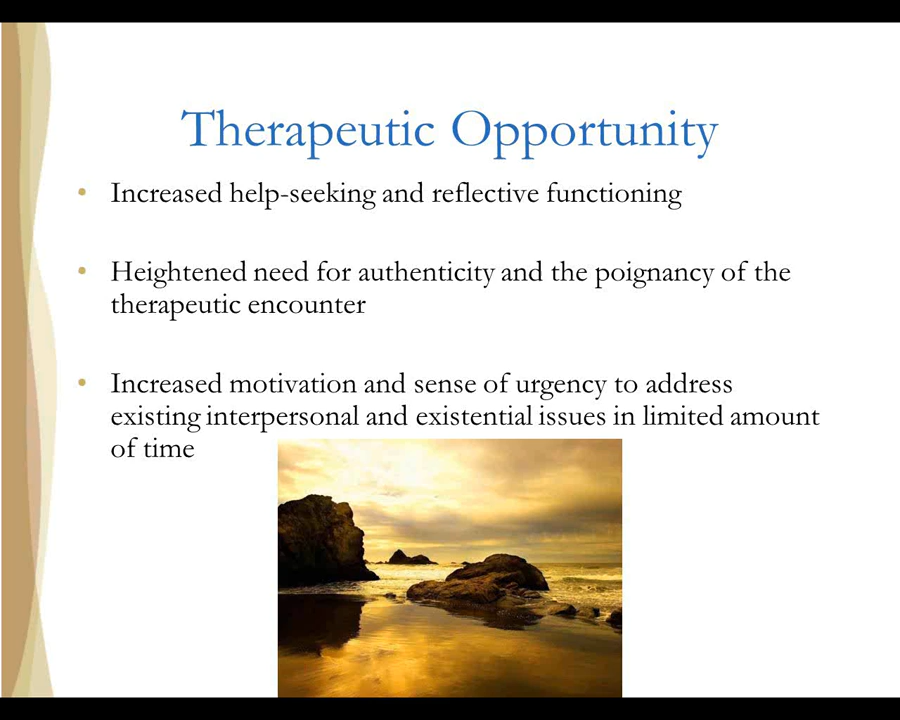 Therapeutic Opportunity
• Increased help-seeking and reflective functioning
• Heightened need for authenticity and the poignancy of the
therapeutic encounter
• Increased motivation and sense of urgency to address
existing interpersonal and existential issues in limited amount
of time